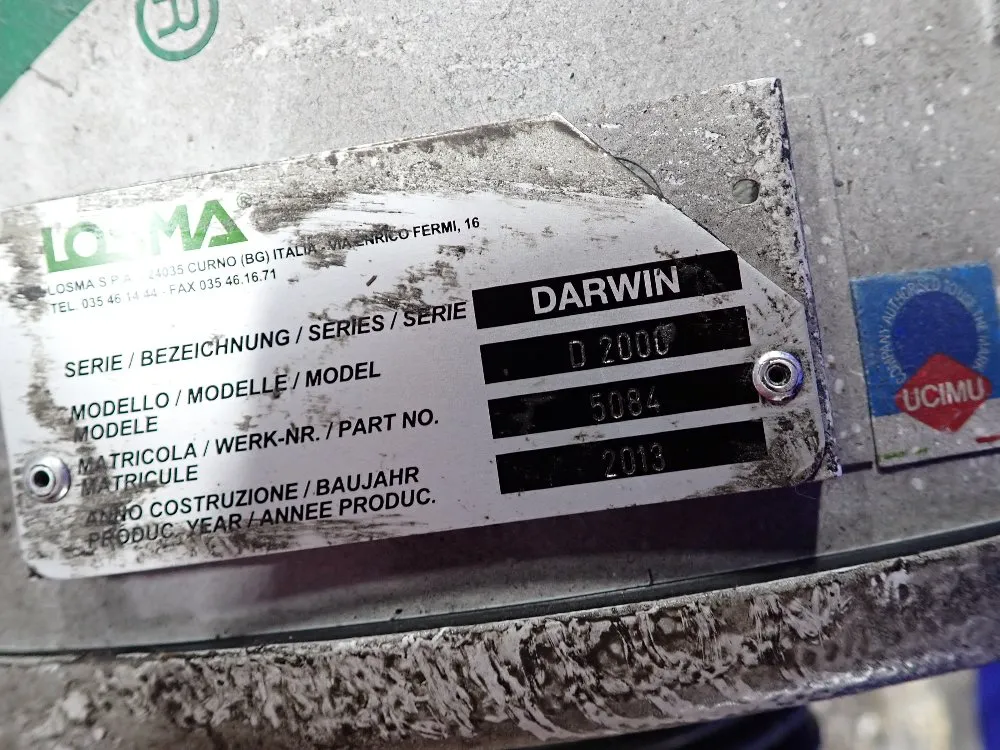 ®
LOSMA®
LOSMA S.P.A. 24035 CURNO (BG) ITALIA - VIA ENRICO FERMI, 16
TEL. 035 46 14 44 - FAX 035 46.16.71
SERIE / BEZEICHNUNG / SERIES / SERIE DARWIN
MODELLO / MODELLE / MODEL D 2000
MODELE
MATRICOLA / WERK-NR. / PART NO. 5084
MATRICULE
ANNO COSTRUZIONE / BAUJAHR 2013
PRODUC. YEAR / ANNEE PRODUC.
UCIMU